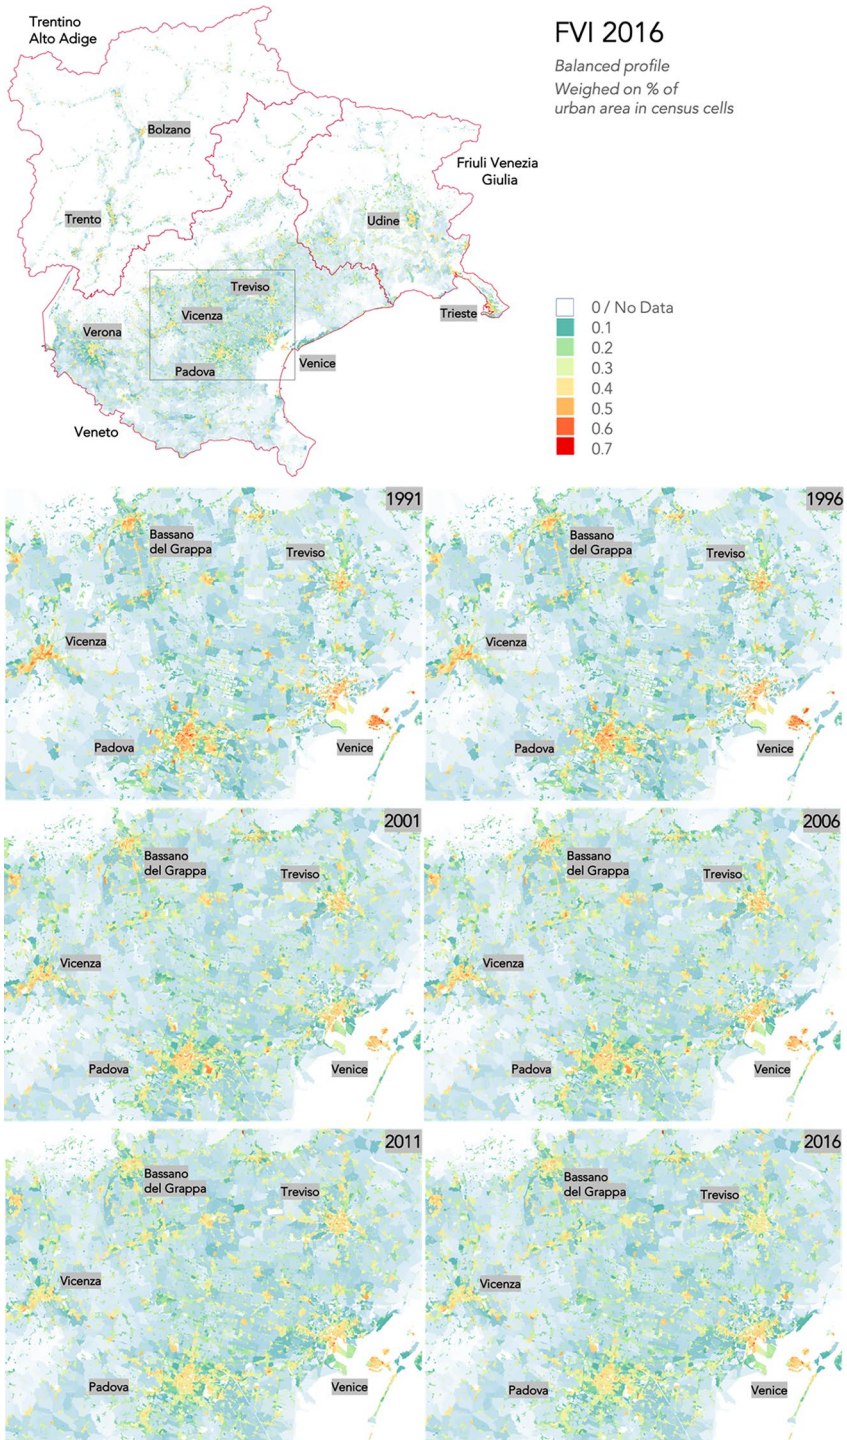 Trentino
Alto Adige
FVI 2016
Balanced profile
Weighed on % of
urban area in census cells
Bolzano
Friuli Venezia
Giulia
Trento
Udine
Treviso
Vicenza
Trieste
Verona
Venice
Padova
Veneto
0 / No Data
0.1
0.2
0.3
0.4
0.5
0.6
0.7
1991
Bassano
del Grappa
Treviso
Vicenza
Padova
Venice
1996
Bassano
del Grappa
Treviso
Vicenza
Padova
Venice
2001
Bassano
del Grappa
Treviso
Vicenza
Padova
Venice
2006
Bassano
del Grappa
Treviso
Vicenza
Padova
Venice
2011
Bassano
del Grappa
Treviso
Vicenza
Padova
Venice
2016
Bassano
del Grappa
Treviso
Vicenza
Padova
Venice